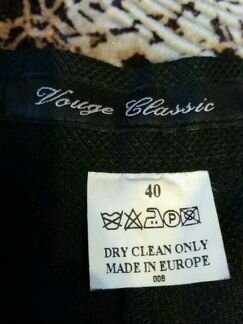 Vouge Classic
40
DRY CLEAN ONLY
MADE IN EUROPE
008